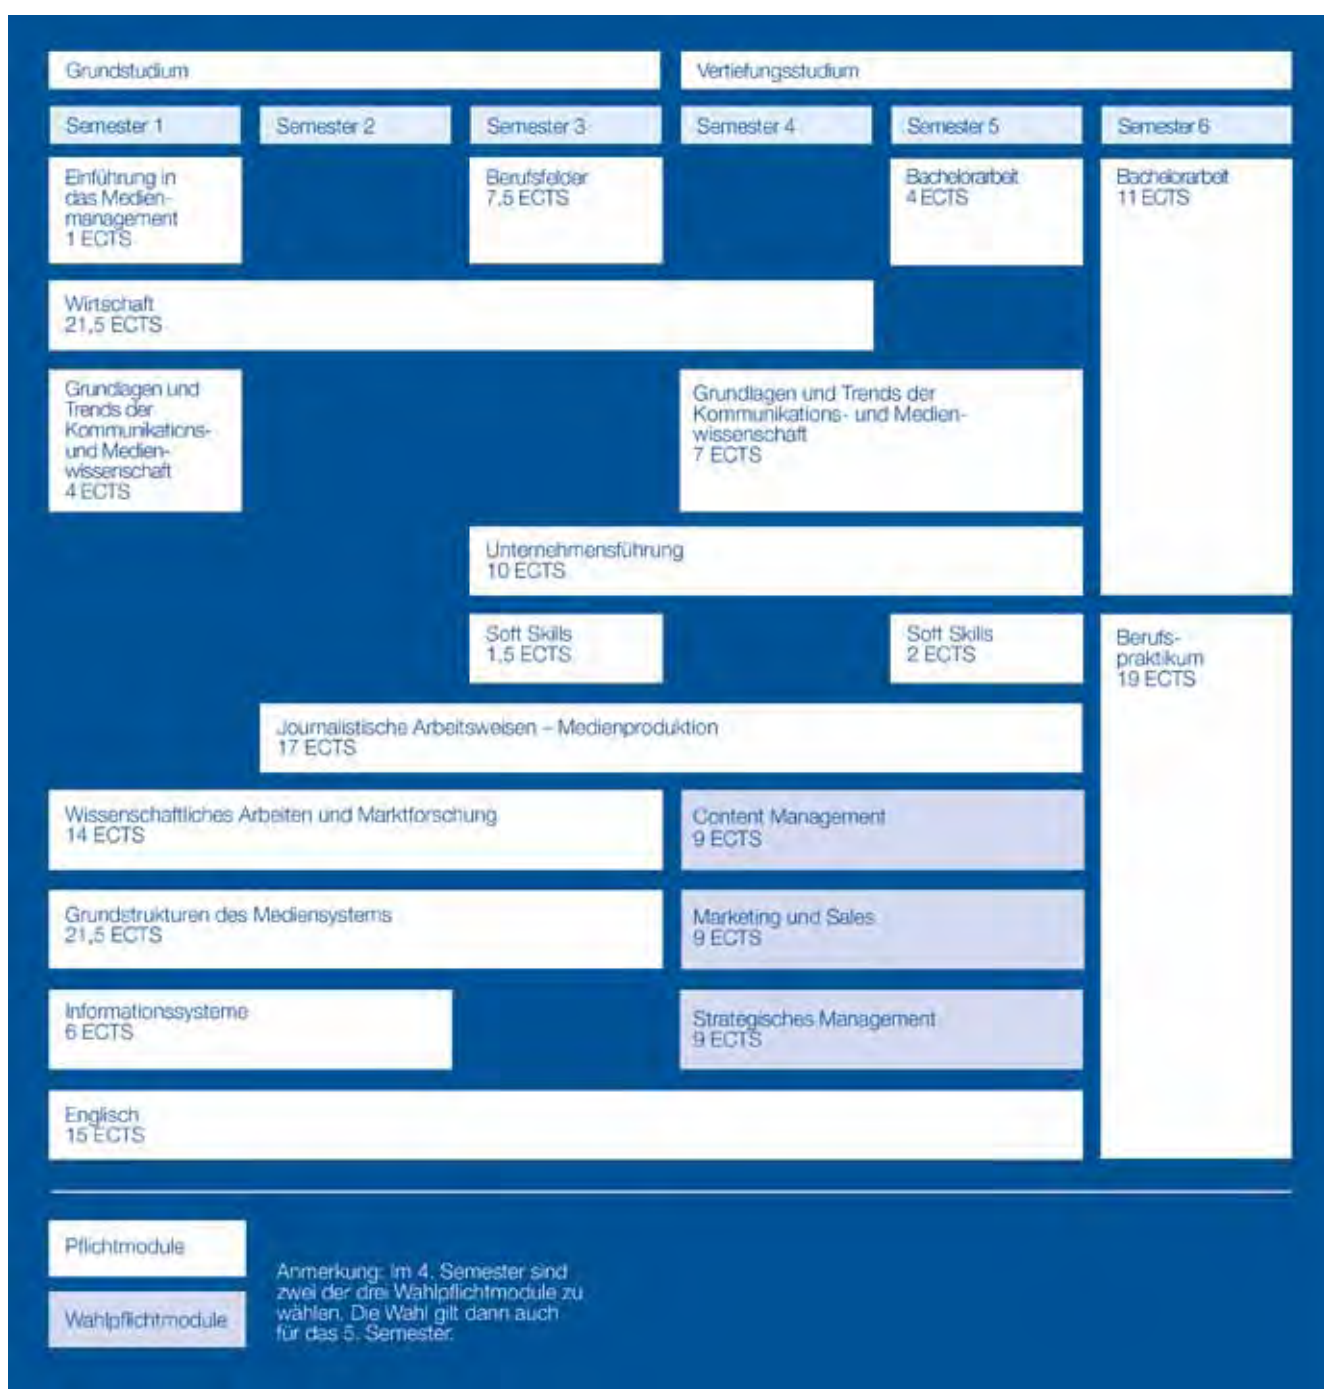 Grundstudium
Vertiefungsstudium
Semester 1
Semester 2
Semester 3
Semester 4
Semester 5
Semester 6
Einführung in
das Medien-
management
1 ECTS
Berufsfelder
7,5 ECTS
Bachelorarbeit
4 ECTS
Bachelorarbeit
11 ECTS
Wirtschaft
21,5 ECTS
Grundlagen und
Trends der
Kommunikations-
und Medien-
wissenschaft
4 ECTS
Grundlagen und Trends der
Kommunikations- und Medien-
wissenschaft
7 ECTS
Unternehmensführung
10 ECTS
Soft Skills
1,5 ECTS
Soft Skills
2 ECTS
Berufs-
praktikum
19 ECTS
Journalistische Arbeitsweisen – Medienproduktion
17 ECTS
Wissenschaftliches Arbeiten und Marktforschung
14 ECTS
Content Management
9 ECTS
Grundstrukturen des Mediensystems
21,5 ECTS
Marketing und Sales
9 ECTS
Informationssysteme
6 ECTS
Strategisches Management
9 ECTS
Englisch
15 ECTS
Pflichtmodule
Wahlpflichtmodule
Anmerkung: Im 4. Semester sind
zwei der drei Wahlpflichtmodule zu
wählen. Die Wahl gilt dann auch
für das 5. Semester.